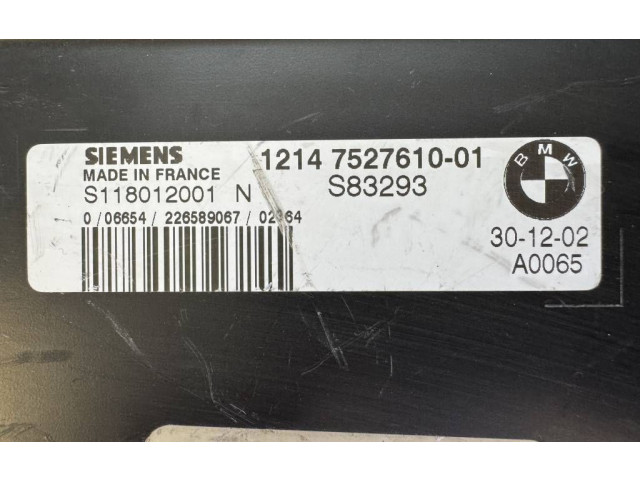 SIEMENS 1214 7527610-01
MADE IN FRANCE
S118012001 N S83293
0 / 06654 / 226589067 / 02364
BMW
30-12-02
A0065